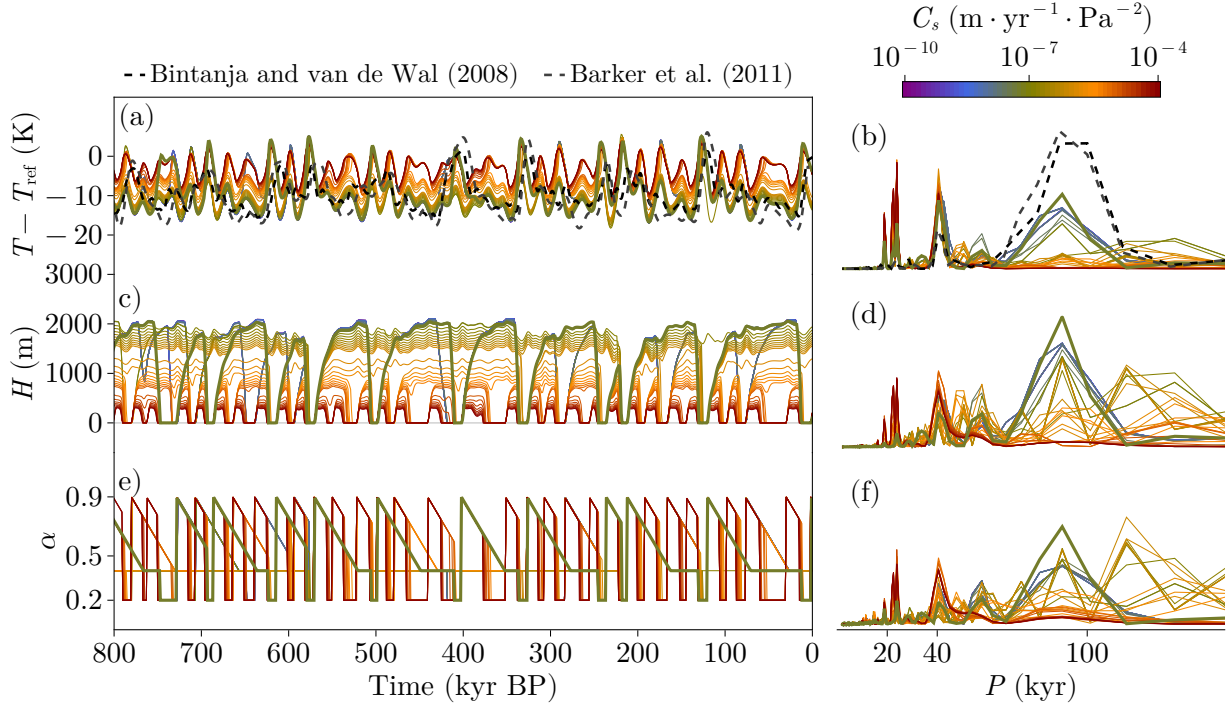 C_s (m · yr⁻¹ · Pa⁻²)
10⁻¹⁰ 10⁻⁷ 10⁻⁴
Bintanja and van de Wal (2008) Barker et al. (2011)
(a)
T − T_ref (K)
0
− 10
− 20
(b)
c)
H (m)
3000
2000
1000
0
(d)
e)
α
0.9
0.5
0.2
(f)
800 700 600 500 400 300 200 100 0
Time (kyr BP)
20 40 100
P (kyr)